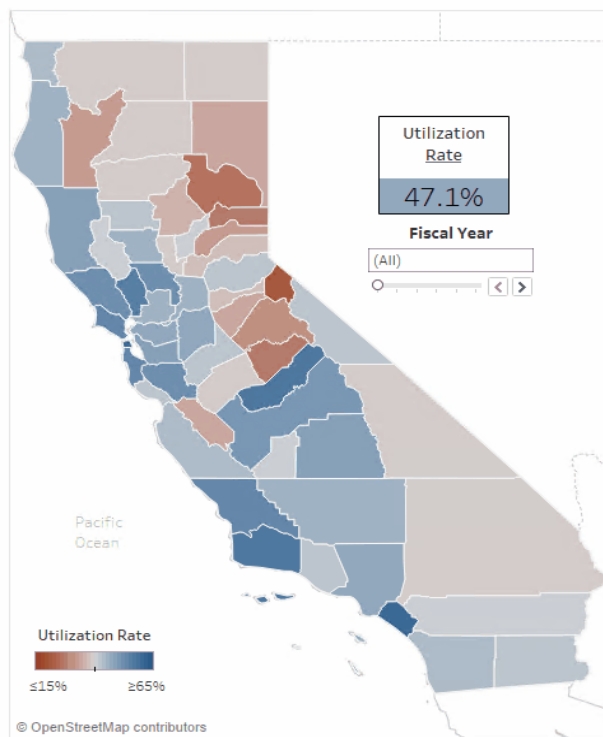 Utilization
Rate
47.1%
Fiscal Year
(All)
Pacific
Ocean
Utilization Rate
≤15%
≥65%
© OpenStreetMap contributors